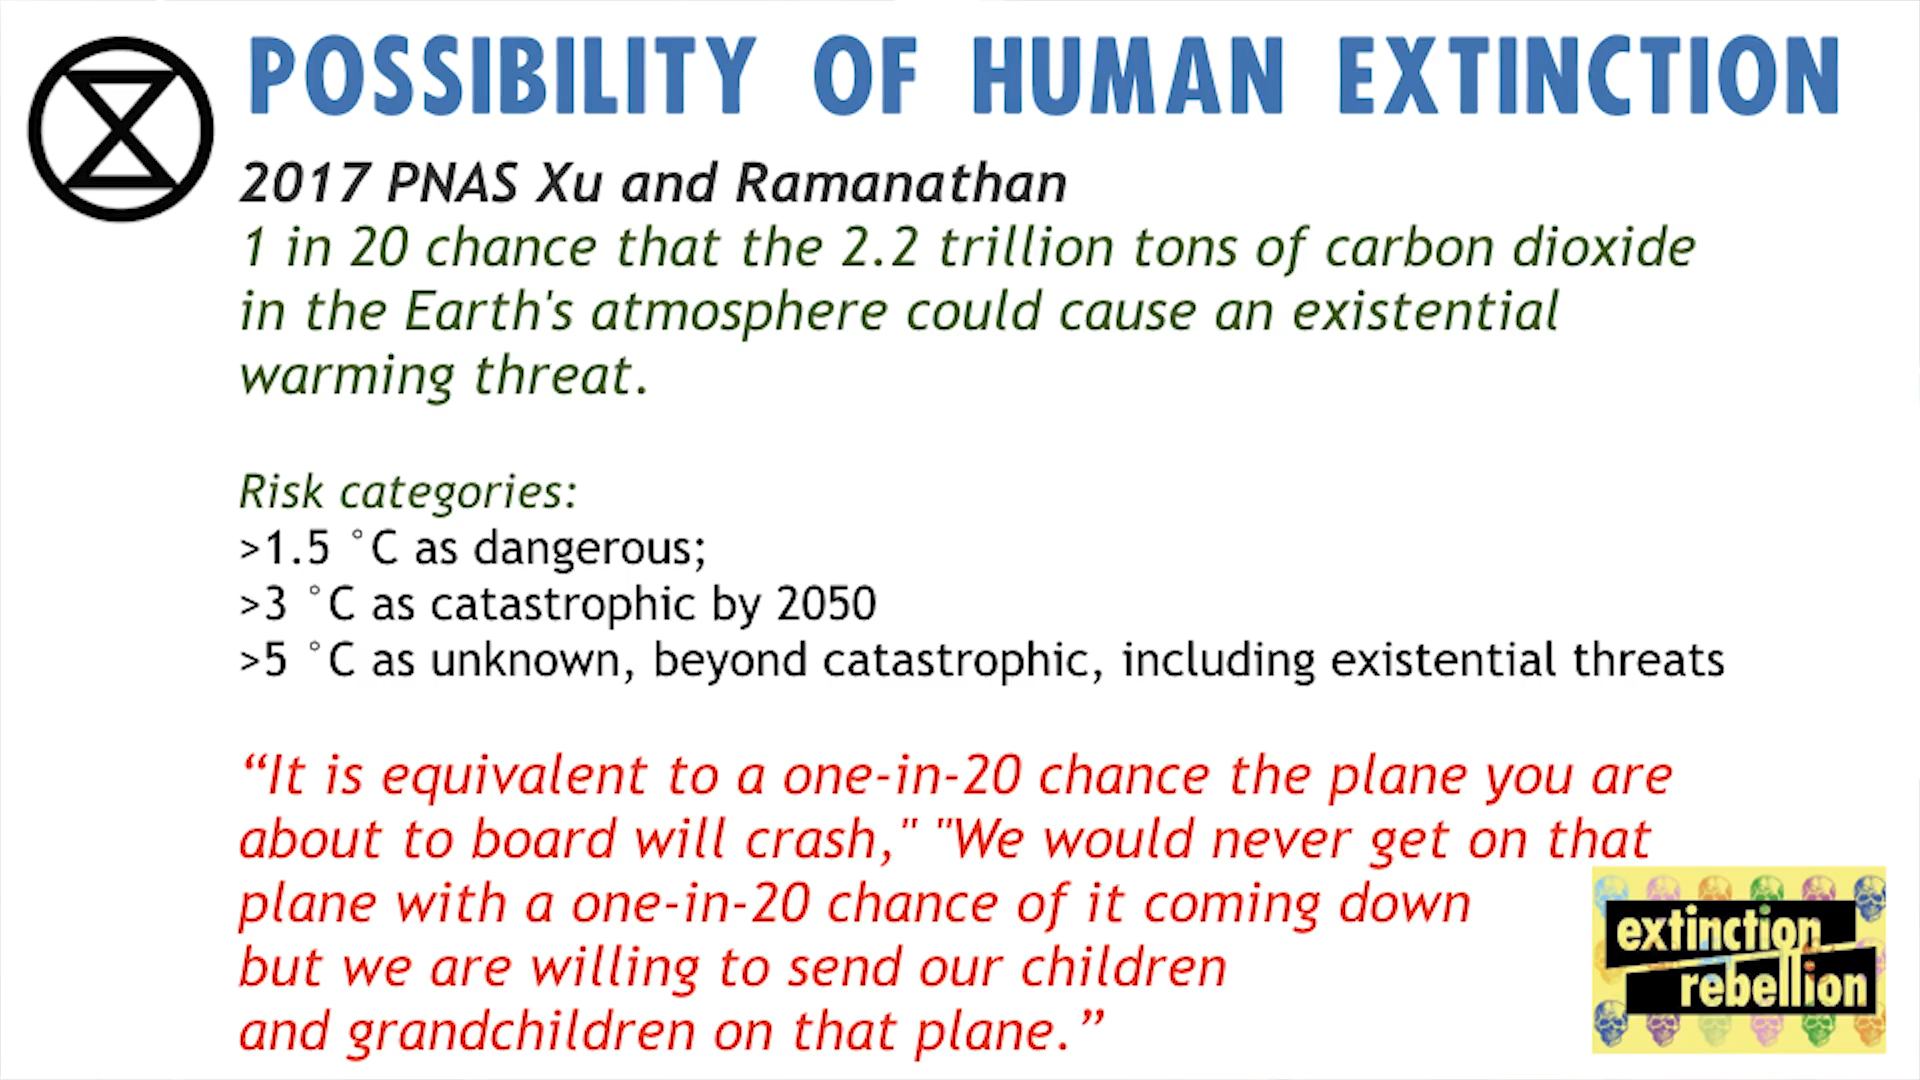 POSSIBILITY OF HUMAN EXTINCTION
2017 PNAS Xu and Ramanathan
1 in 20 chance that the 2.2 trillion tons of carbon dioxide
in the Earth's atmosphere could cause an existential
warming threat.
Risk categories:
>1.5 °C as dangerous;
>3 °C as catastrophic by 2050
>5 °C as unknown, beyond catastrophic, including existential threats
“It is equivalent to a one-in-20 chance the plane you are
about to board will crash," "We would never get on that
plane with a one-in-20 chance of it coming down
but we are willing to send our children
and grandchildren on that plane.”
extinction
rebellion